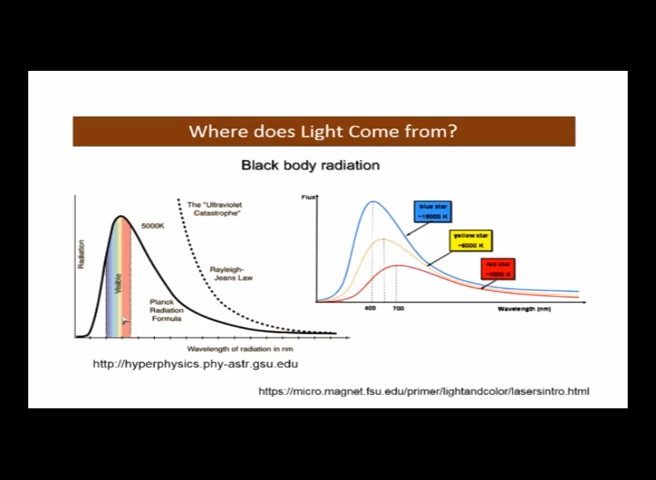 Where does Light Come from?
Black body radiation
Radiation
Visible
5000K
The "Ultraviolet
Catastrophe"
Rayleigh-
Jeans Law
Planck
Radiation
Formula
Wavelength of radiation in nm
http://hyperphysics.phy-astr.gsu.edu
Flux
blue star
yellow star
~6000 K
red star
400
700
Wavelength (nm)
https://micro.magnet.fsu.edu/primer/lightandcolor/lasersintro.html